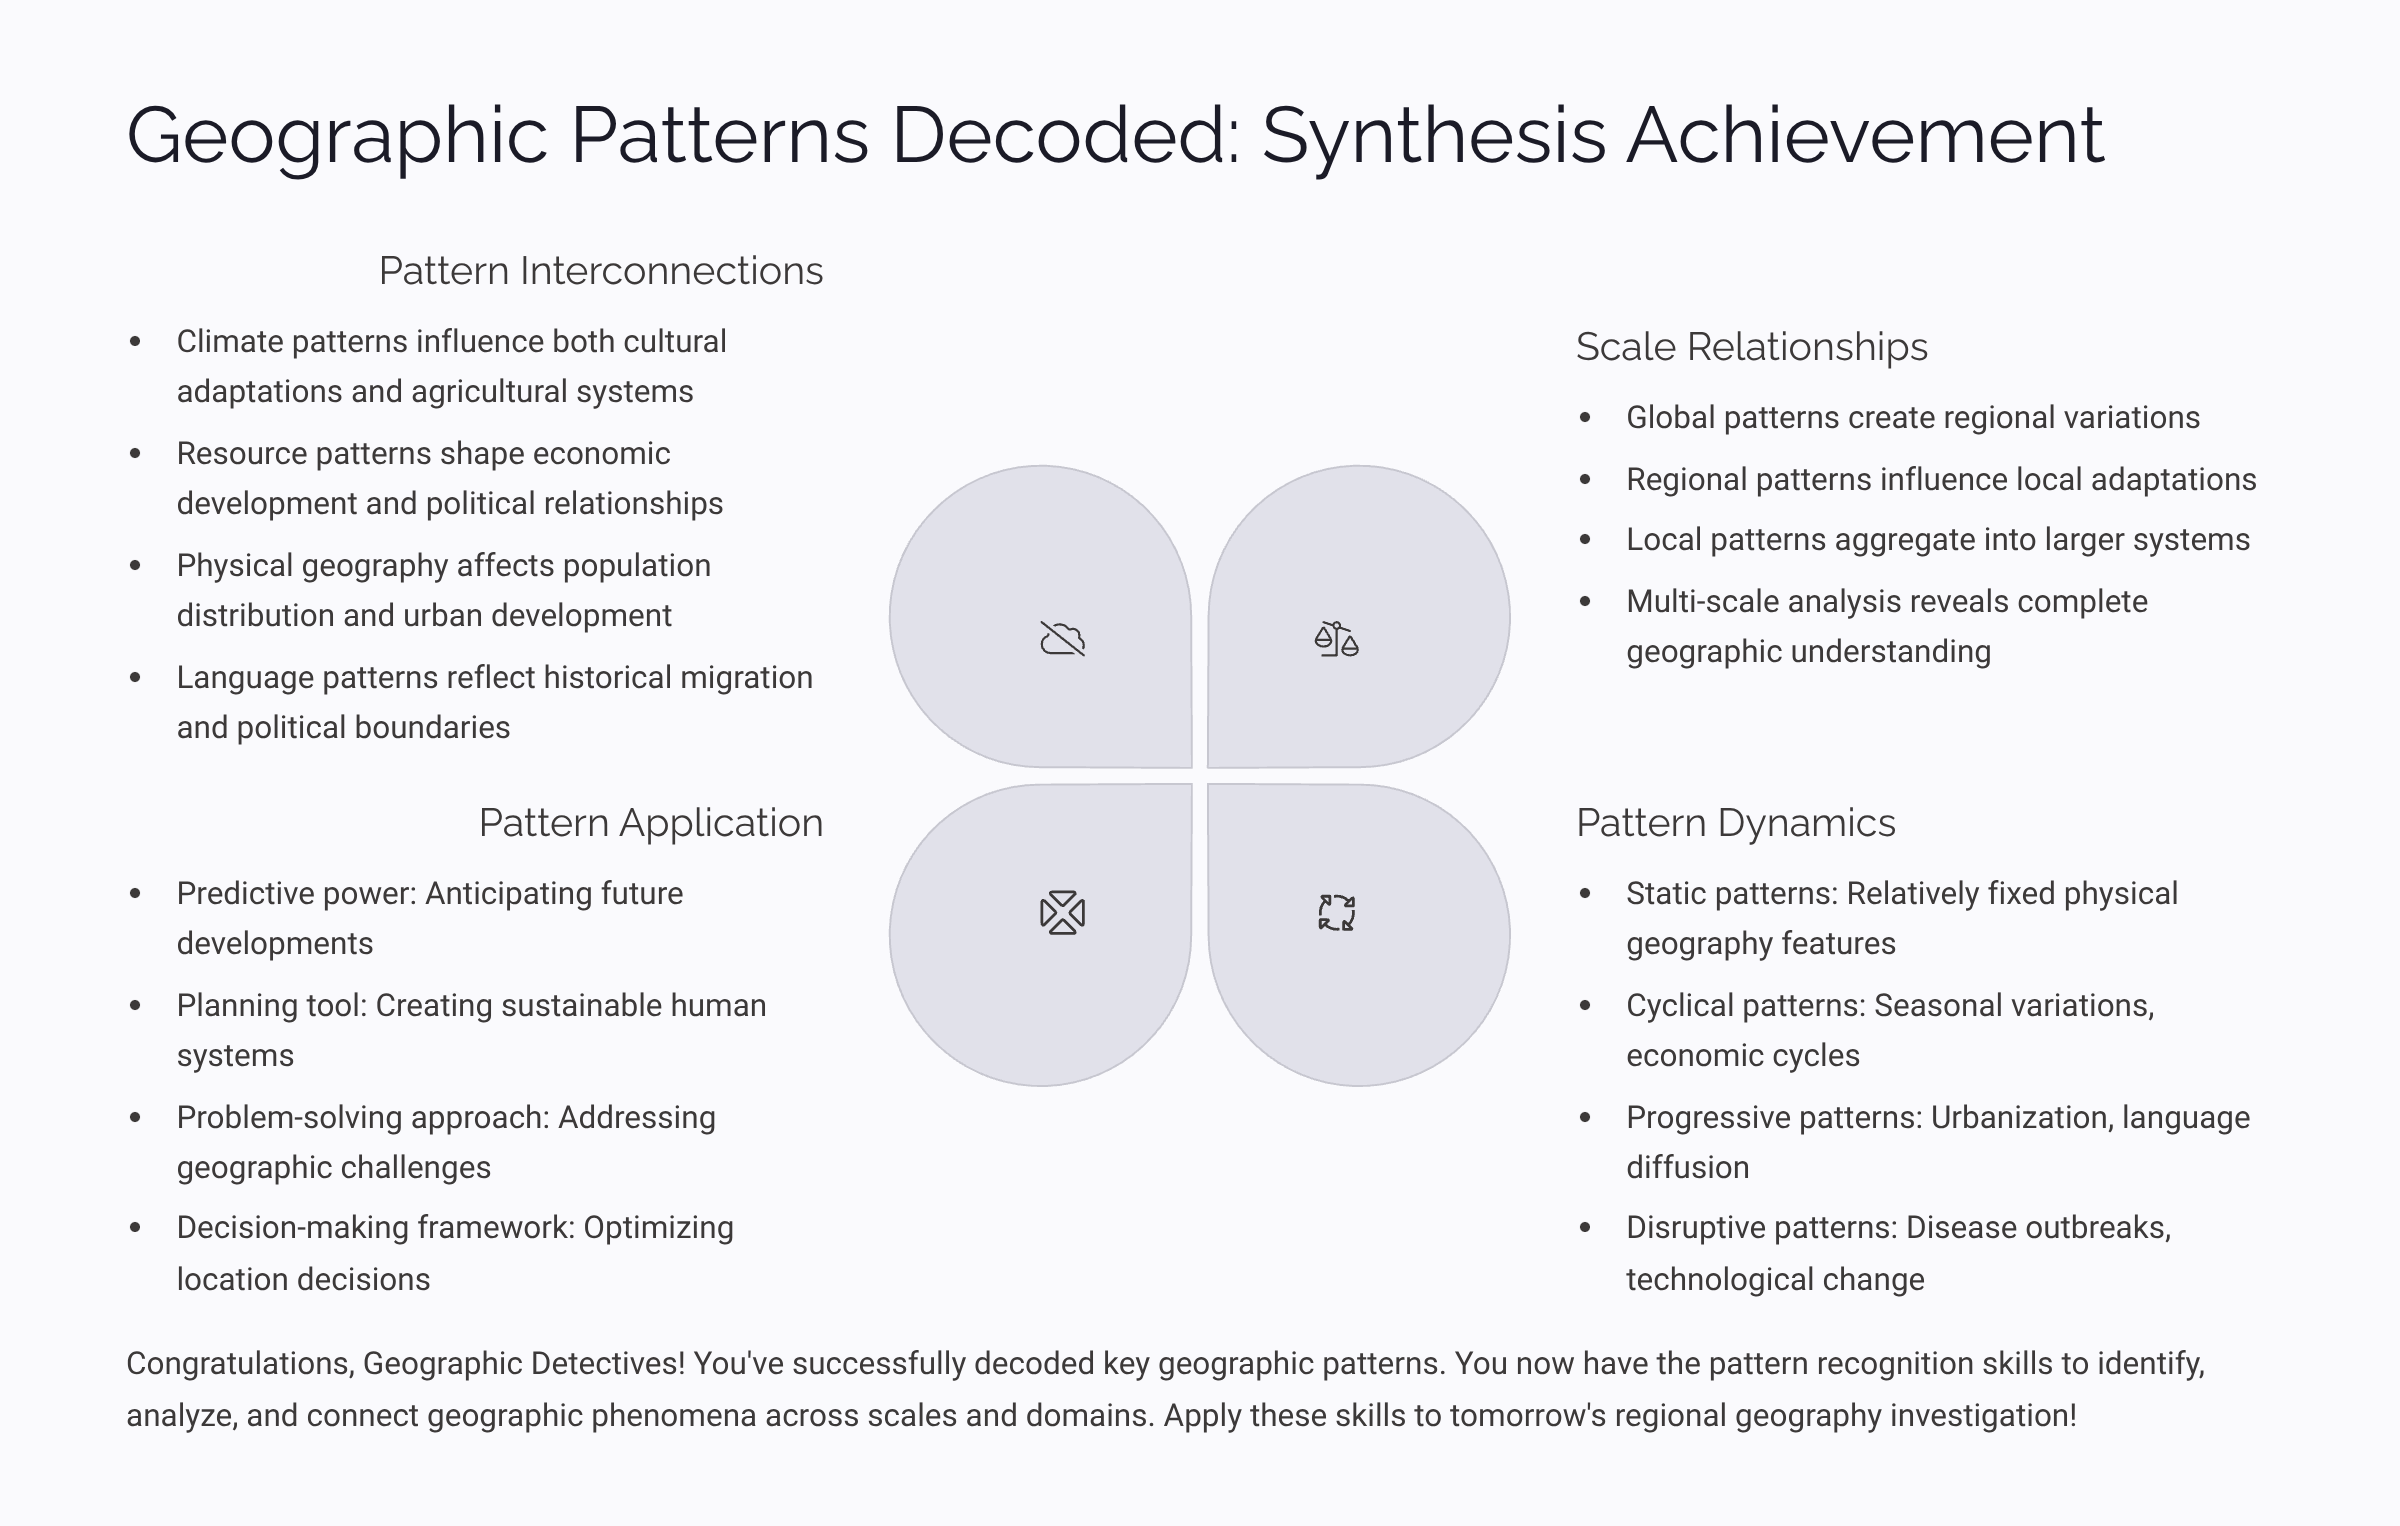 Geographic Patterns Decoded: Synthesis Achievement
Pattern Interconnections
• Climate patterns influence both cultural
adaptations and agricultural systems
• Resource patterns shape economic
development and political relationships
• Physical geography affects population
distribution and urban development
• Language patterns reflect historical migration
and political boundaries
Scale Relationships
• Global patterns create regional variations
• Regional patterns influence local adaptations
• Local patterns aggregate into larger systems
• Multi-scale analysis reveals complete
geographic understanding
Pattern Application
• Predictive power: Anticipating future
developments
• Planning tool: Creating sustainable human
systems
• Problem-solving approach: Addressing
geographic challenges
• Decision-making framework: Optimizing
location decisions
Pattern Dynamics
• Static patterns: Relatively fixed physical
geography features
• Cyclical patterns: Seasonal variations,
economic cycles
• Progressive patterns: Urbanization, language
diffusion
• Disruptive patterns: Disease outbreaks,
technological change
Congratulations, Geographic Detectives! You've successfully decoded key geographic patterns. You now have the pattern recognition skills to identify,
analyze, and connect geographic phenomena across scales and domains. Apply these skills to tomorrow's regional geography investigation!